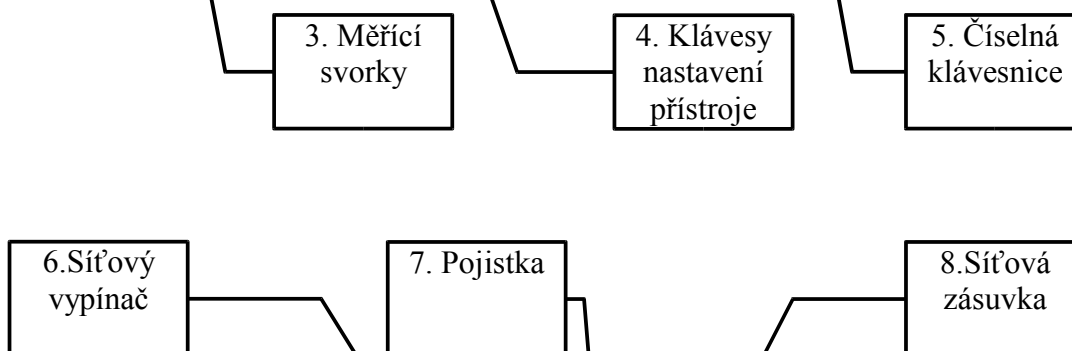 3. Měřící
svorky
4. Klávesy
nastavení
přístroje
5. Číselná
klávesnice
6.Síťový
vypínač
7. Pojistka
8.Síťová
zásuvka